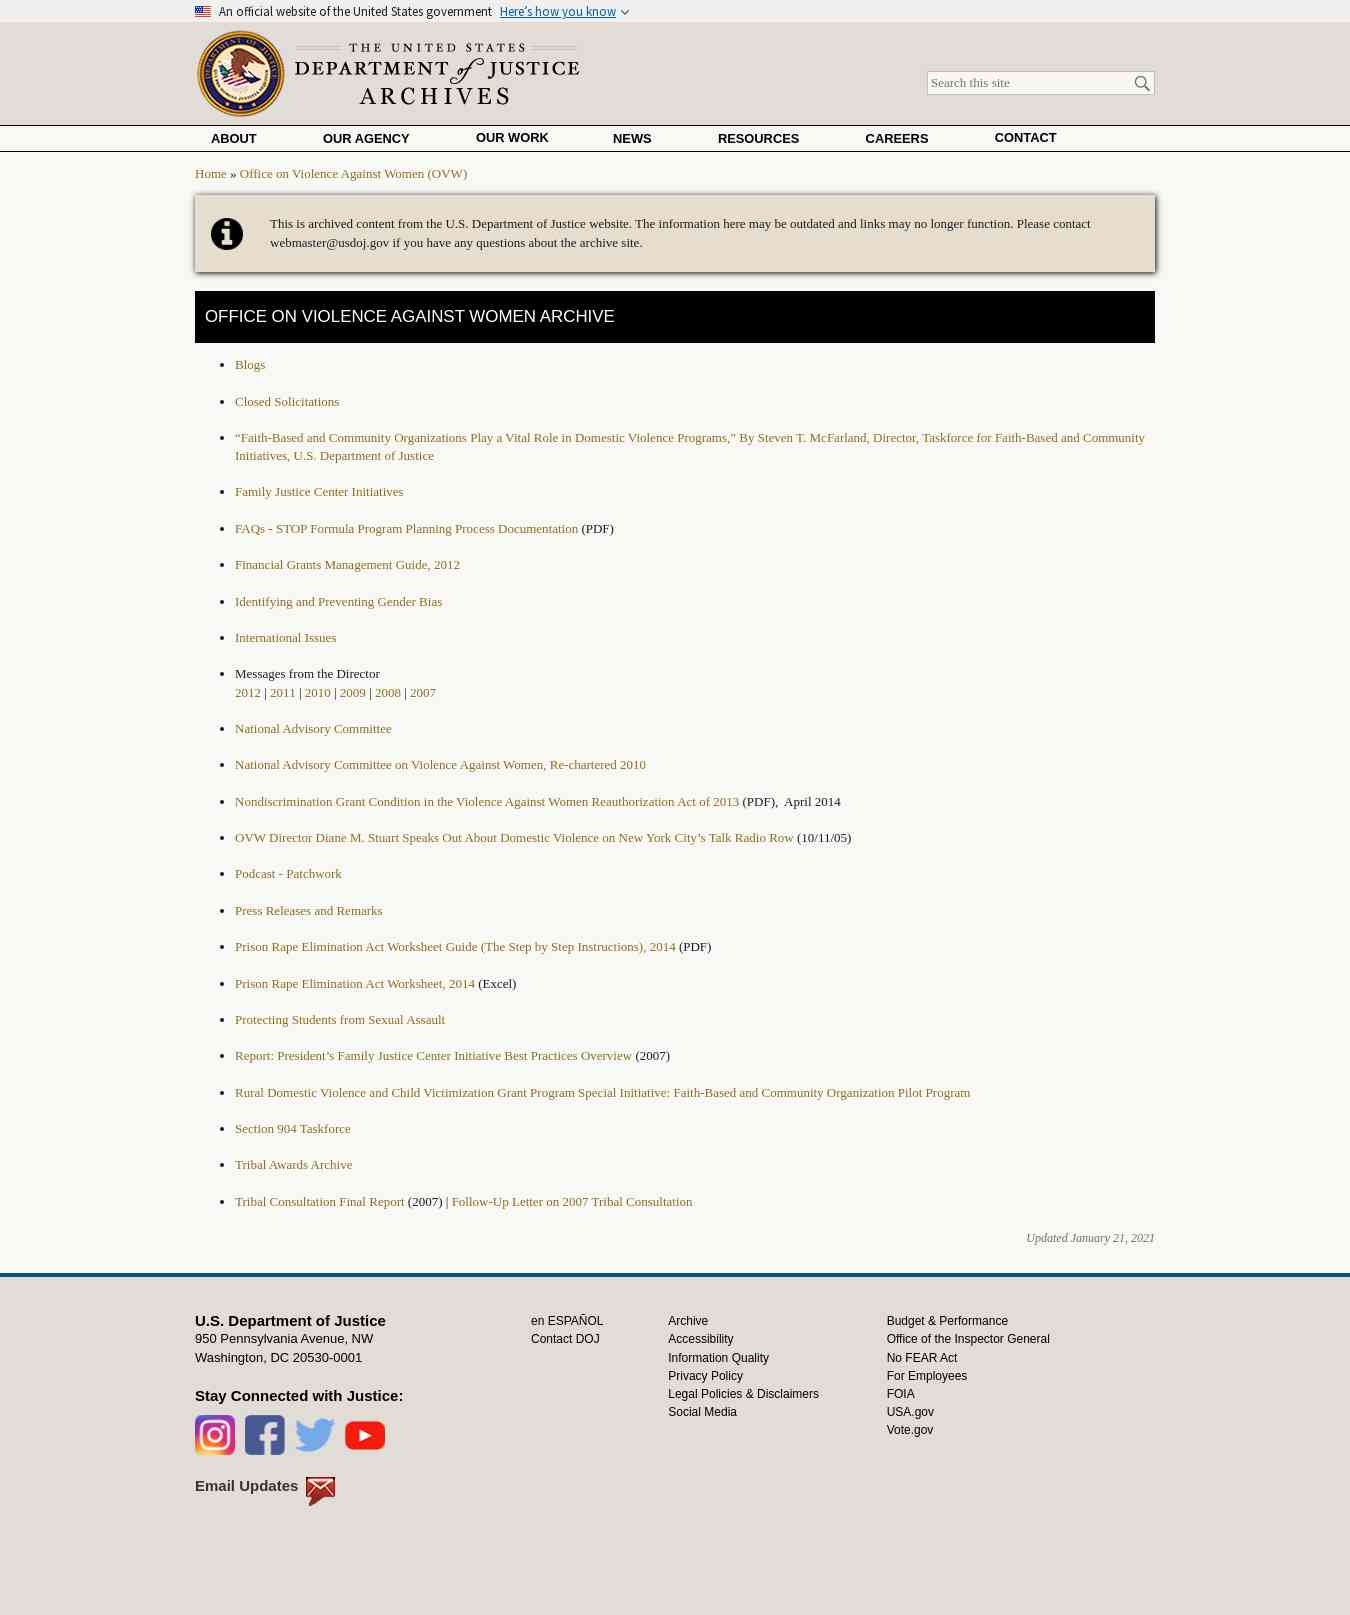 An official website of the United States government Here's how you know
THE UNITED STATES
DEPARTMENT of JUSTICE
ARCHIVES
Search this site
ABOUT OUR AGENCY OUR WORK NEWS RESOURCES CAREERS CONTACT
Home » Office on Violence Against Women (OVW)
This is archived content from the U.S. Department of Justice website. The information here may be outdated and links may no longer function. Please contact
webmaster@usdoj.gov if you have any questions about the archive site.
OFFICE ON VIOLENCE AGAINST WOMEN ARCHIVE
• Blogs
• Closed Solicitations
• “Faith-Based and Community Organizations Play a Vital Role in Domestic Violence Programs,” By Steven T. McFarland, Director, Taskforce for Faith-Based and Community
Initiatives, U.S. Department of Justice
• Family Justice Center Initiatives
• FAQs - STOP Formula Program Planning Process Documentation (PDF)
• Financial Grants Management Guide, 2012
• Identifying and Preventing Gender Bias
• International Issues
• Messages from the Director
2012 | 2011 | 2010 | 2009 | 2008 | 2007
• National Advisory Committee
• National Advisory Committee on Violence Against Women, Re-chartered 2010
• Nondiscrimination Grant Condition in the Violence Against Women Reauthorization Act of 2013 (PDF), April 2014
• OVW Director Diane M. Stuart Speaks Out About Domestic Violence on New York City’s Talk Radio Row (10/11/05)
• Podcast - Patchwork
• Press Releases and Remarks
• Prison Rape Elimination Act Worksheet Guide (The Step by Step Instructions), 2014 (PDF)
• Prison Rape Elimination Act Worksheet, 2014 (Excel)
• Protecting Students from Sexual Assault
• Report: President’s Family Justice Center Initiative Best Practices Overview (2007)
• Rural Domestic Violence and Child Victimization Grant Program Special Initiative: Faith-Based and Community Organization Pilot Program
• Section 904 Taskforce
• Tribal Awards Archive
• Tribal Consultation Final Report (2007) | Follow-Up Letter on 2007 Tribal Consultation
Updated January 21, 2021
U.S. Department of Justice
950 Pennsylvania Avenue, NW
Washington, DC 20530-0001
Stay Connected with Justice:
Email Updates
en ESPAÑOL
Contact DOJ
Archive
Accessibility
Information Quality
Privacy Policy
Legal Policies & Disclaimers
Social Media
Budget & Performance
Office of the Inspector General
No FEAR Act
For Employees
FOIA
USA.gov
Vote.gov